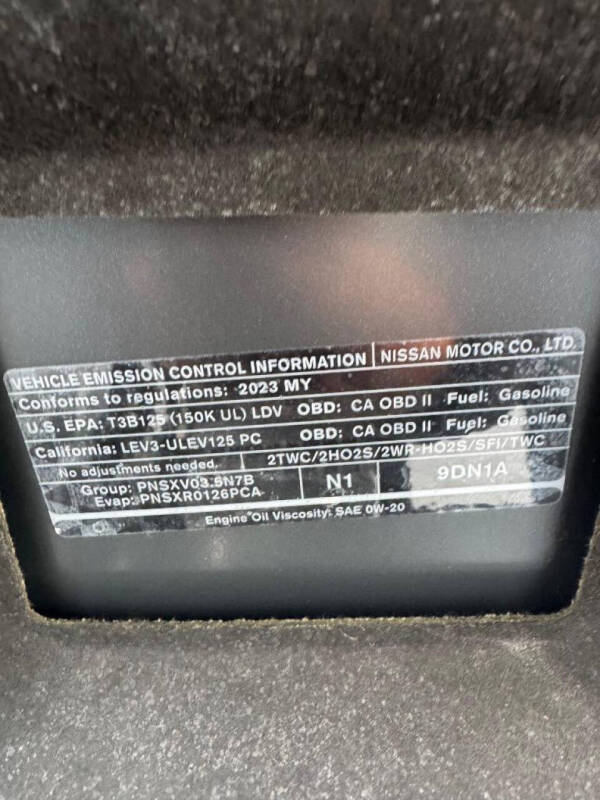 VEHICLE EMISSION CONTROL INFORMATION NISSAN MOTOR CO., LTD.
Conforms to regulations: 2023 MY
U.S. EPA: T3B125 (150K UL) LDV OBD: CA OBD II Fuel: Gasoline
California: LEV3-ULEV125 PC OBD: CA OBD II Fuel: Gasoline
No adjustments needed. 2TWC/2HO2S/2WR-HO2S/SFI/TWC
Group: PNSXV03.5N7B N1 9DN1A
Evap: PNSXR0126PCA
Engine Oil Viscosity: SAE 0W-20